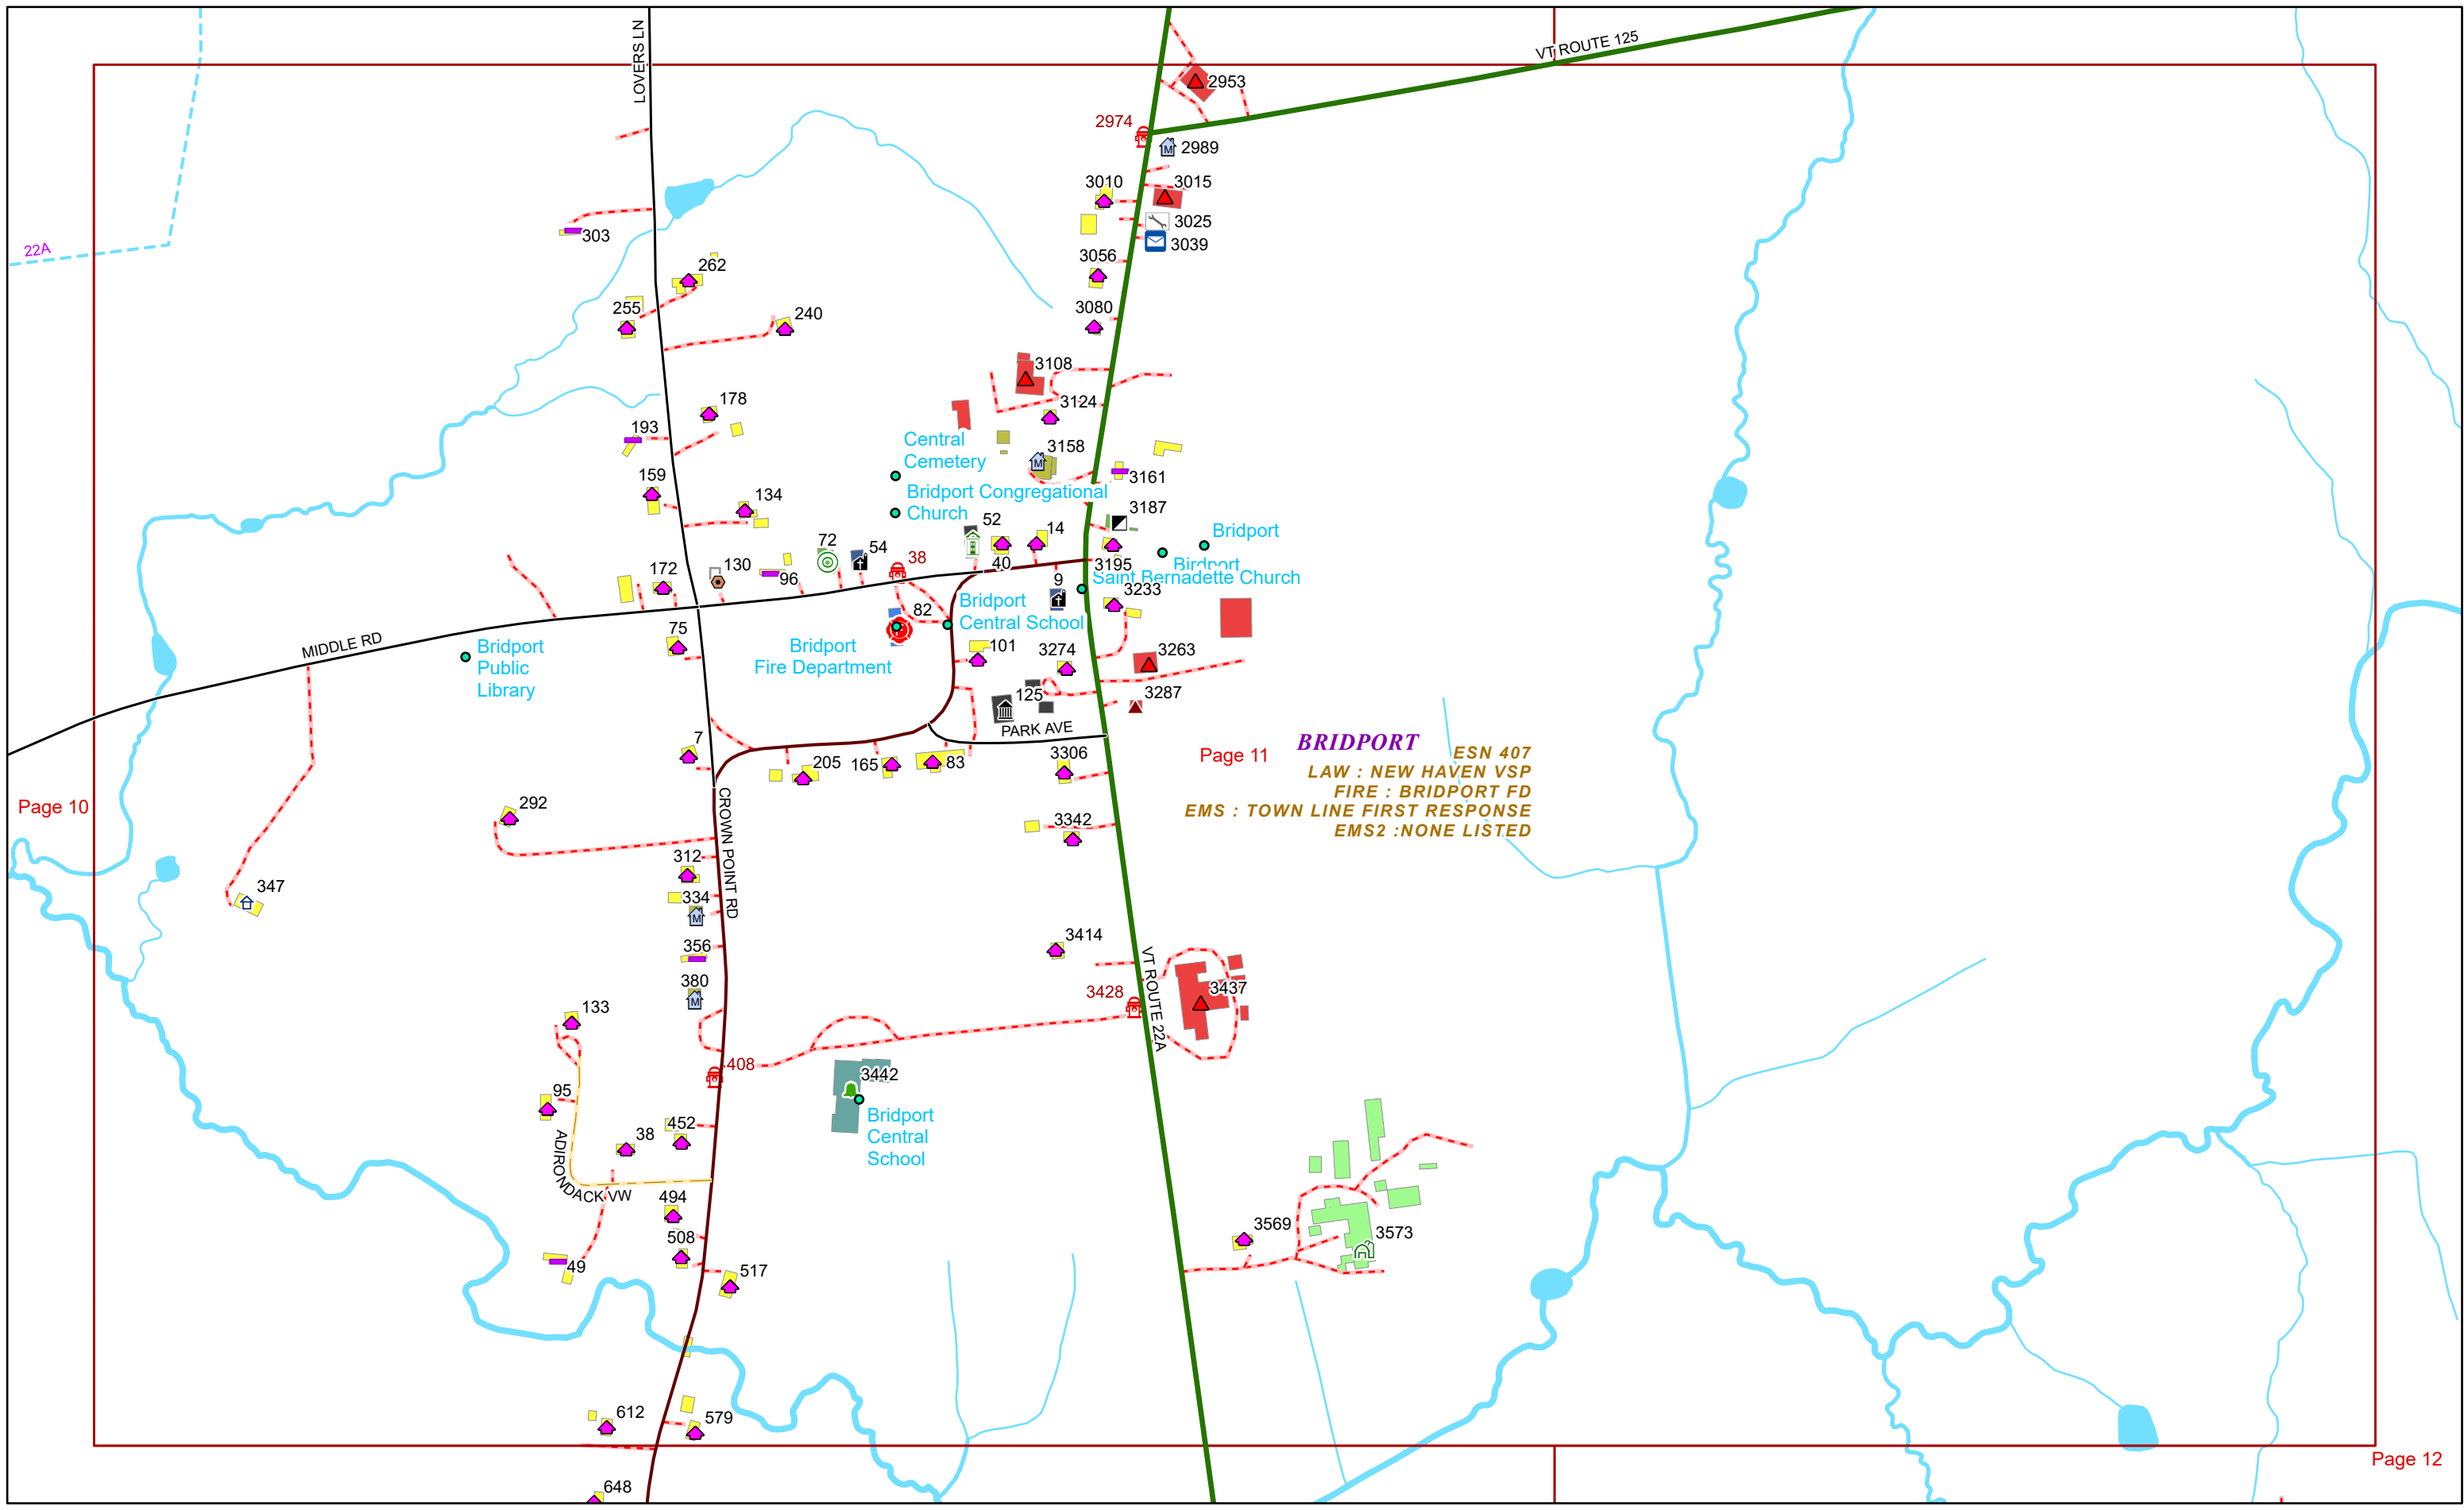 LOVERS LN
VT ROUTE 125
2953
2974
2989
3010
3015
3025
3039
22A
303
262
3056
255
240
3080
3108
178
3124
193
Central
Cemetery
3158
3161
159
134
Bridport Congregational
Church
3187
52
14
Bridport
72
54
38
40
3195
Birdport
130
96
172
9
Saint Bernadette Church
3233
82
Bridport
Central School
75
MIDDLE RD
Bridport
Public
Library
Bridport
Fire Department
101
3274
3263
125
3287
PARK AVE
7
205
165
83
3306
Page 11
BRIDPORT
ESN 407
LAW : NEW HAVEN VSP
FIRE : BRIDPORT FD
EMS : TOWN LINE FIRST RESPONSE
EMS2 :NONE LISTED
Page 10
292
CROWN POINT RD
3342
312
347
334
M
356
3414
VT ROUTE 22A
380
M
3428
3437
133
408
3442
95
Bridport
Central
School
38
452
ADIRONDACK VW
494
3569
3573
508
49
517
612
579
Page 12
648